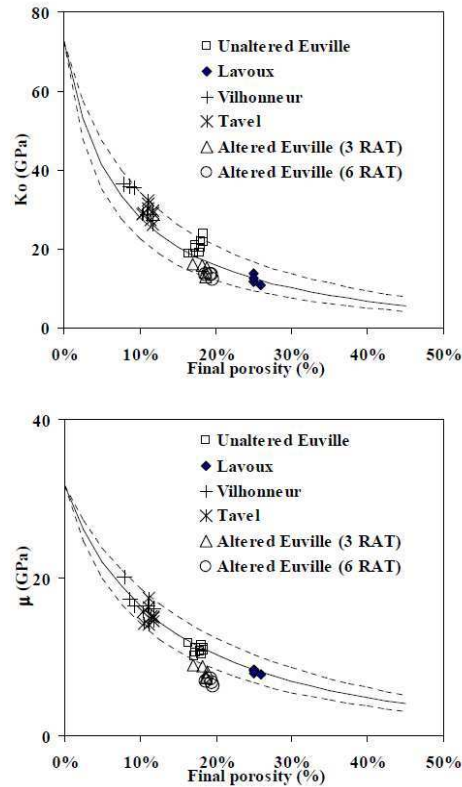 80
60
40
20
0
Ko (GPa)
Unaltered Euville
Lavoux
Vilhonneur
Tavel
Altered Euville (3 RAT)
Altered Euville (6 RAT)
0% 10% 20% 30% 40% 50%
Final porosity (%)
40
20
0
μ (GPa)
Unaltered Euville
Lavoux
Vilhonneur
Tavel
Altered Euville (3 RAT)
Altered Euville (6 RAT)
0% 10% 20% 30% 40% 50%
Final porosity (%)